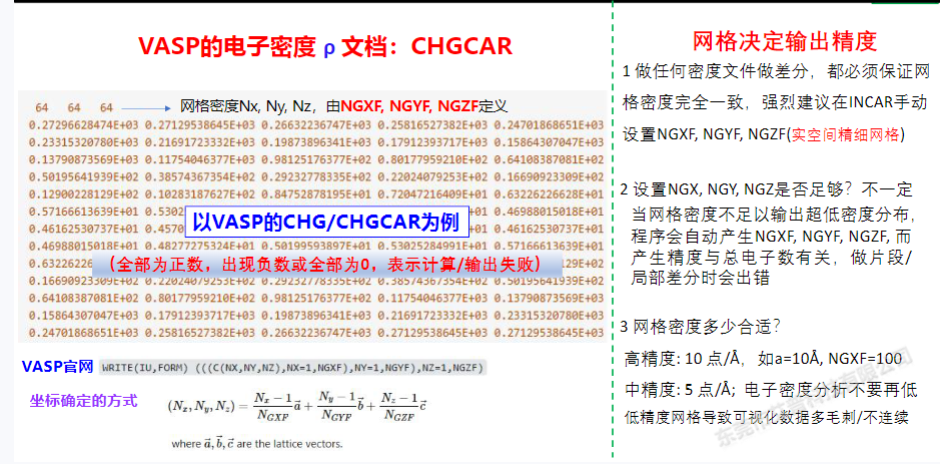 VASP的电子密度 ρ 文档：CHGCAR
64 64 64 网格密度Nx, Ny, Nz，由NGXF, NGYF, NGZF定义
0.27296628474E+03 0.27129538645E+03 0.26632236747E+03 0.25816527382E+03 0.24701868651E+03
0.23315320780E+03 0.21691723332E+03 0.19873896341E+03 0.17912393717E+03 0.15864307047E+03
0.13790873569E+03 0.11754046377E+03 0.98125376377E+02 0.80177959210E+02 0.64108387081E+02
0.50195641939E+02 0.38574367354E+02 0.29232778335E+02 0.22024079253E+02 0.16690923309E+02
0.12900228129E+02 0.10283187627E+02 0.84752878195E+01 0.72047216409E+01 0.63226226628E+01
0.57166613639E+01 0.5302 0.46988015018E+01
0.46162530737E+01 0.4570 0.46162530737E+01
以VASP的CHG/CHGCAR为例
0.46988015018E+01 0.48277275324E+01 0.50199593897E+01 0.53025284991E+01 0.57166613639E+01
0.6322622 129E+02
（全部为正数，出现负数或全部为0，表示计算/输出失败）
0.16690923309E+02 0.22024079253E+02 0.29232778335E+02 0.38574367354E+02 0.50195641939E+02
0.64108387081E+02 0.80177959210E+02 0.98125376377E+02 0.11754046377E+03 0.13790873569E+03
0.15864307047E+03 0.17912393717E+03 0.19873896341E+03 0.21691723332E+03 0.23315320780E+03
0.24701868651E+03 0.25816527382E+03 0.26632236747E+03 0.27129538645E+03 0.27129538645E+03
VASP官网 WRITE(IU,FORM) (((C(NX,NY,NZ),NX=1,NGXF),NY=1,NGYF),NZ=1,NGZF)
坐标确定的方式 (N_x, N_y, N_z) = \frac{N_x - 1}{N_{GXF}} \vec{a} + \frac{N_y - 1}{N_{GYF}} \vec{b} + \frac{N_z - 1}{N_{GZF}} \vec{c}
where \vec{a}, \vec{b}, \vec{c} are the lattice vectors.
网格决定输出精度
1 做任何密度文件做差分，都必须保证网
格密度完全一致，强烈建议在INCAR手动
设置NGXF, NGYF, NGZF(实空间精细网格)
2 设置NGX, NGY, NGZ是否足够？不一定
当网格密度不足以输出超低密度分布，
程序会自动产生NGXF, NGYF, NGZF, 而
产生精度与总电子数有关，做片段/
局部差分时会出错
3 网格密度多少合适？
高精度: 10 点/Å，如a=10Å, NGXF=100
中精度: 5 点/Å; 电子密度分析不要再低
低精度网格导致可视化数据多毛刺/不连续